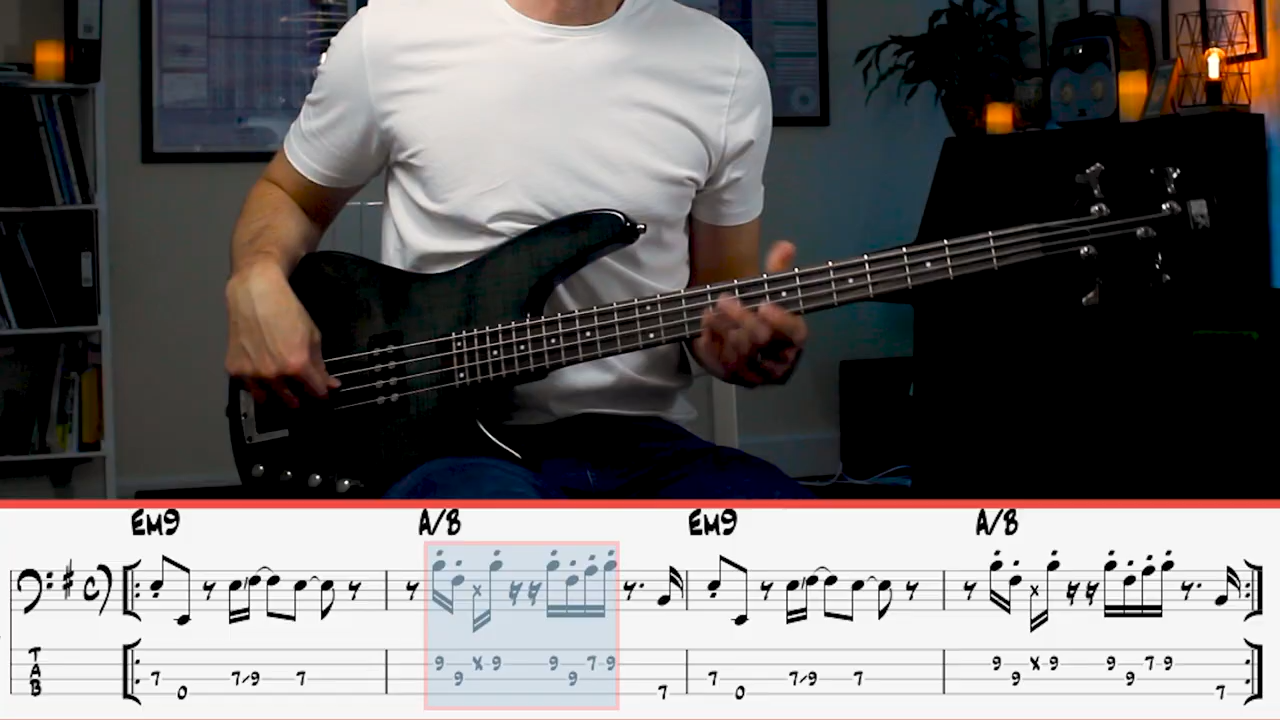 Em9 A/B Em9 A/B
T 9 x 9 9 7 9 9 x 9 9 7 9
A 7 7 9 7 9 9 7 7 9 7 9 9
B 0 7 0 7